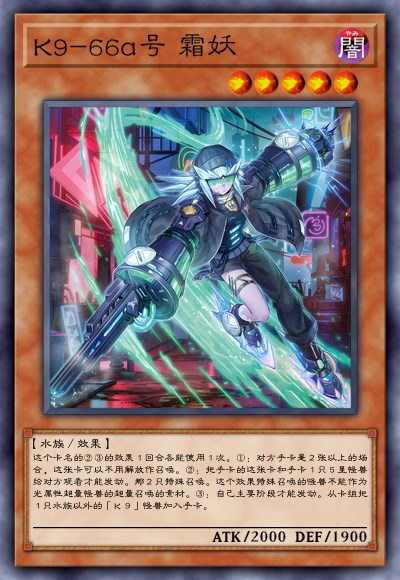 K9-66a号 霜妖
やみ
闇
【水族／效果】
这个卡名的②③的效果1回合各能使用1次。①：对方手卡是2张以上的场
合，这张卡可以不用解放作召唤。②：把手卡的这张卡和手卡1只5星怪兽
给对方观看才能发动。那2只特殊召唤。这个效果特殊召唤的怪兽不能作为
光属性超量怪兽的超量召唤的素材。③：自己主要阶段才能发动。从卡组把
1只水族以外的「K9」怪兽加入手卡。
ATK/2000 DEF/1900